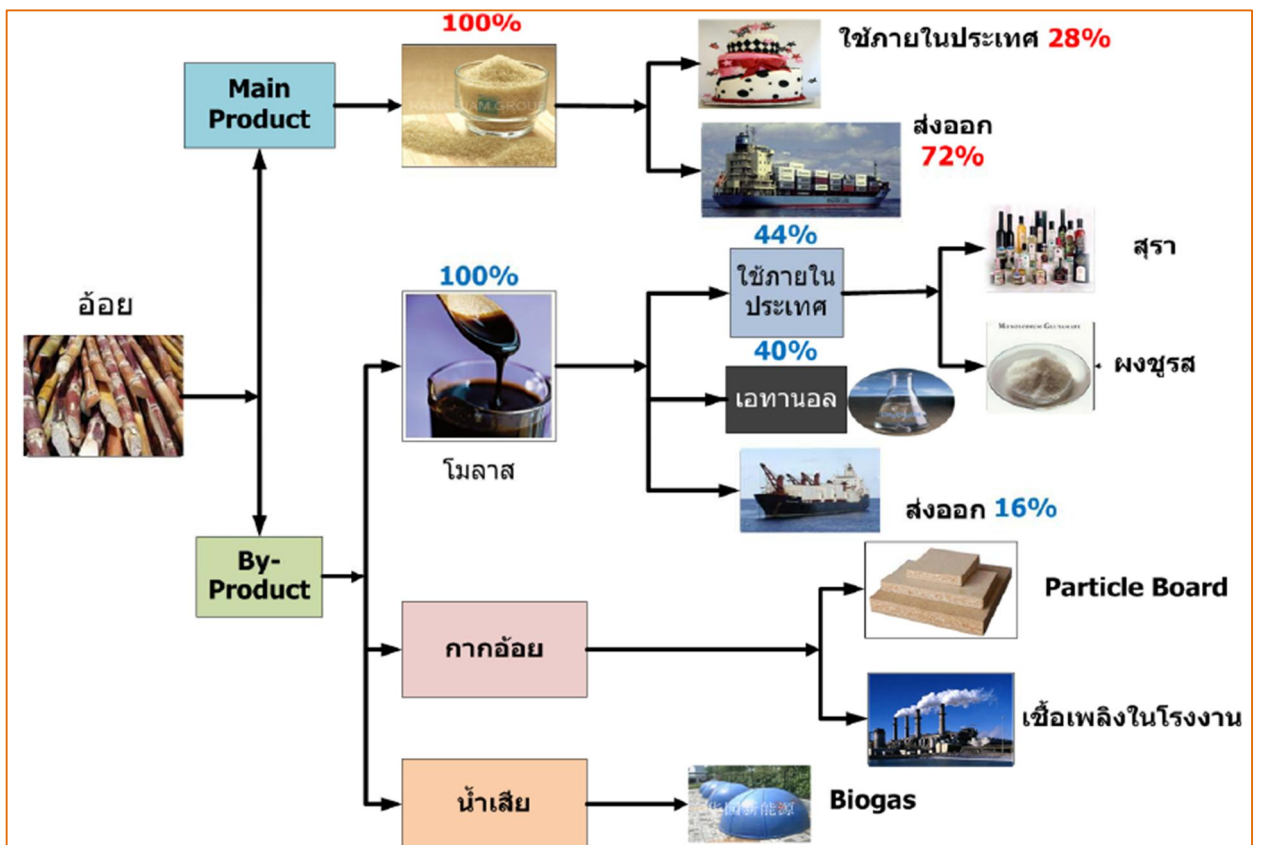 100%
ใช้ภายในประเทศ 28%
Main
Product
ส่งออก
72%
44%
100%
ใช้ภายใน
ประเทศ
สุรา
อ้อย
MONOSODIUM GLUTAMATE
40%
ผงชูรส
เอทานอล
โมลาส
ส่งออก 16%
By-
Product
Particle Board
กากอ้อย
เชื้อเพลิงในโรงงาน
น้ำเสีย
Biogas
新能源